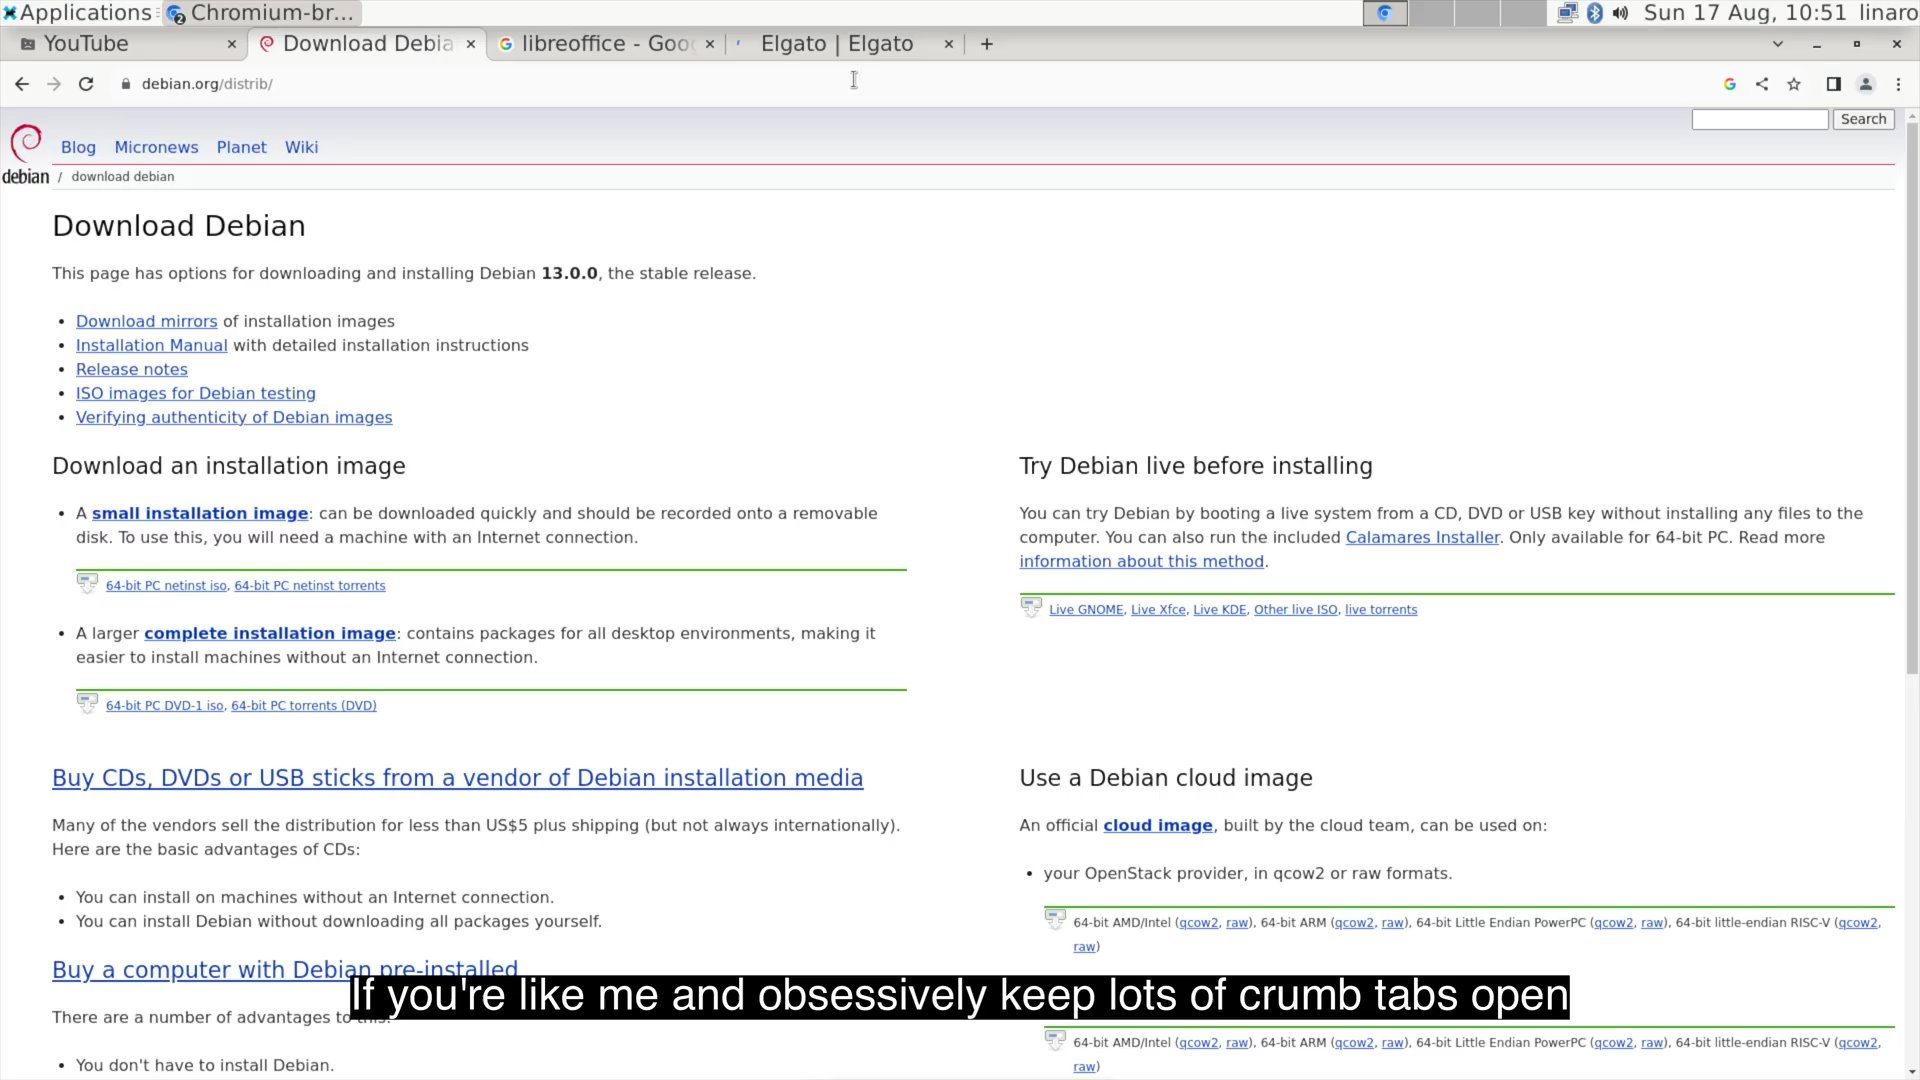 Applications
Chromium-br...
Sun 17 Aug, 10:51 linaro
YouTube
Download Debia
libreoffice - Goo
Elgato | Elgato
debian.org/distrib/
Search
Blog Micronews Planet Wiki
debian / download debian
Download Debian
This page has options for downloading and installing Debian 13.0.0, the stable release.
• Download mirrors of installation images
• Installation Manual with detailed installation instructions
• Release notes
• ISO images for Debian testing
• Verifying authenticity of Debian images
Download an installation image
• A small installation image: can be downloaded quickly and should be recorded onto a removable
disk. To use this, you will need a machine with an Internet connection.
64-bit PC netinst iso, 64-bit PC netinst torrents
• A larger complete installation image: contains packages for all desktop environments, making it
easier to install machines without an Internet connection.
64-bit PC DVD-1 iso, 64-bit PC torrents (DVD)
Try Debian live before installing
You can try Debian by booting a live system from a CD, DVD or USB key without installing any files to the
computer. You can also run the included Calamares Installer. Only available for 64-bit PC. Read more
information about this method.
Live GNOME, Live Xfce, Live KDE, Other live ISO, live torrents
Buy CDs, DVDs or USB sticks from a vendor of Debian installation media
Many of the vendors sell the distribution for less than US$5 plus shipping (but not always internationally).
Here are the basic advantages of CDs:
• You can install on machines without an Internet connection.
• You can install Debian without downloading all packages yourself.
Buy a computer with Debian pre-installed
There are a number of advantages to this:
• You don't have to install Debian.
Use a Debian cloud image
An official cloud image, built by the cloud team, can be used on:
• your OpenStack provider, in qcow2 or raw formats.
64-bit AMD/Intel (qcow2, raw), 64-bit ARM (qcow2, raw), 64-bit Little Endian PowerPC (qcow2, raw), 64-bit little-endian RISC-V (qcow2,
raw)
64-bit AMD/Intel (qcow2, raw), 64-bit ARM (qcow2, raw), 64-bit Little Endian PowerPC (qcow2, raw), 64-bit little-endian RISC-V (qcow2,
raw)
If you're like me and obsessively keep lots of crumb tabs open